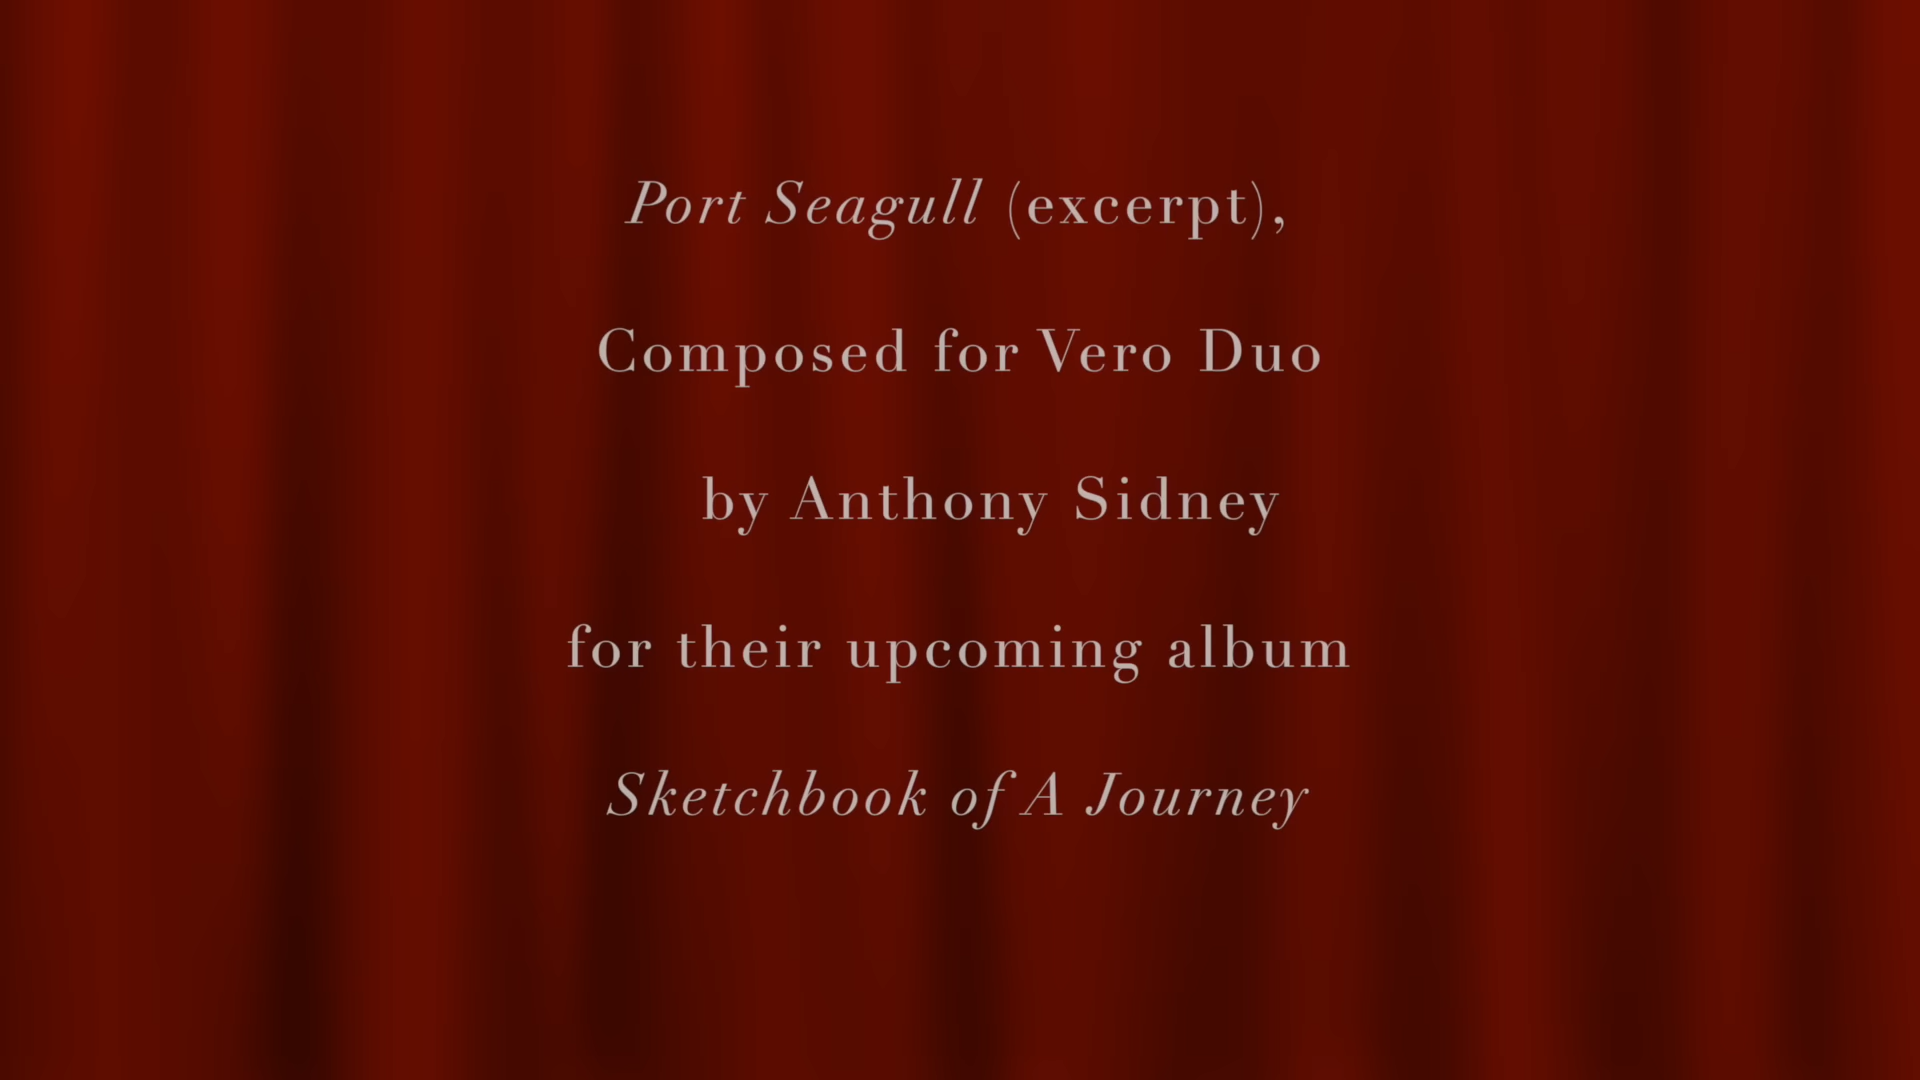 Port Seagull (excerpt),
Composed for Vero Duo
by Anthony Sidney
for their upcoming album
Sketchbook of A Journey